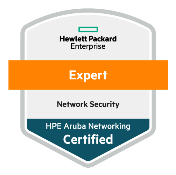 Hewlett Packard
Enterprise
Expert
Network Security
HPE Aruba Networking
Certified